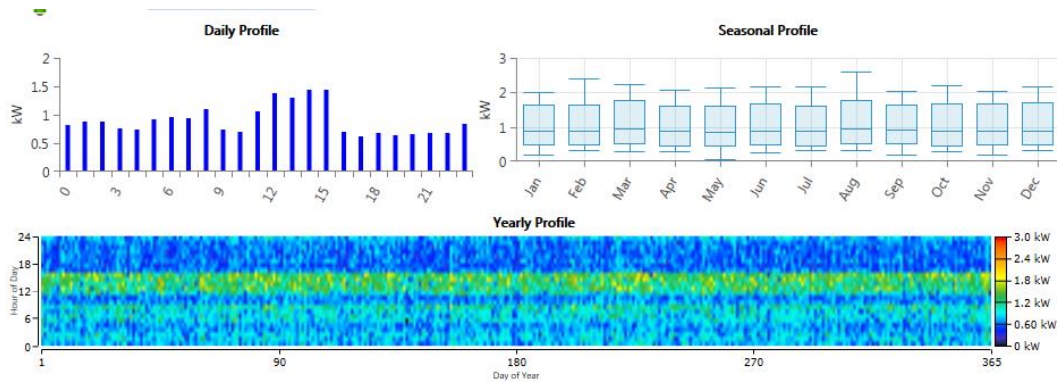 Daily Profile
2
1.5
1
0.5
0
kW
0 3 6 9 12 15 18 21
Seasonal Profile
3
2
1
0
kW
Jan Feb Mar Apr May Jun Jul Aug Sep Oct Nov Dec
Yearly Profile
24
18
12
6
0
Hour of Day
1 90 180 270 365
Day of Year
3.0 kW
2.4 kW
1.8 kW
1.2 kW
0.60 kW
0 kW